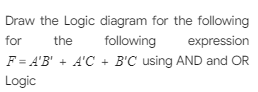 Draw the Logic diagram for the following
for the following expression
F = A'B' + A'C + B'C using AND and OR
Logic